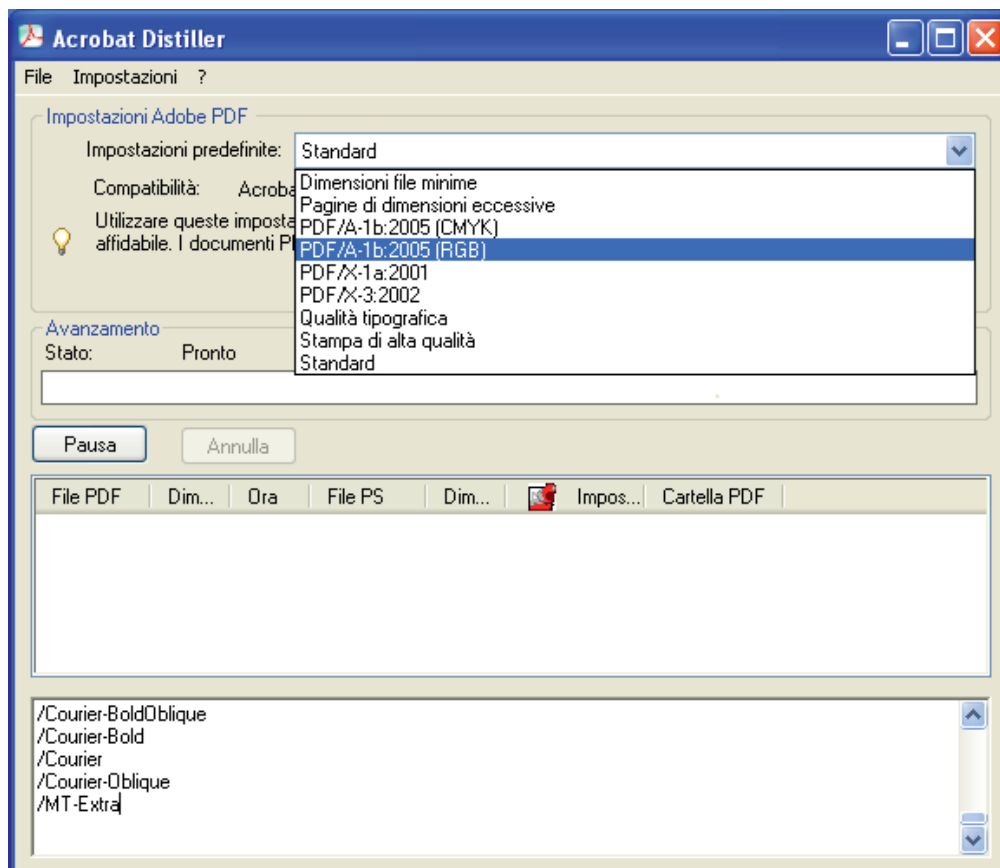 Acrobat Distiller
File Impostazioni ?
Impostazioni Adobe PDF
Impostazioni predefinite: Standard
Dimensioni file minime
Pagine di dimensioni eccessive
PDF/A-1b:2005 (CMYK)
PDF/A-1b:2005 (RGB)
PDF/X-1a:2001
PDF/X-3:2002
Qualità tipografica
Stampa di alta qualità
Standard
Compatibilità:
Utilizzare queste
affidabile. I documenti
Avanzamento
Stato: Pronto
Pausa Annulla
File PDF Dim... Ora File PS Dim... Impos... Cartella PDF
/Courier-BoldOblique
/Courier-Bold
/Courier
/Courier-Oblique
/MT-Extra